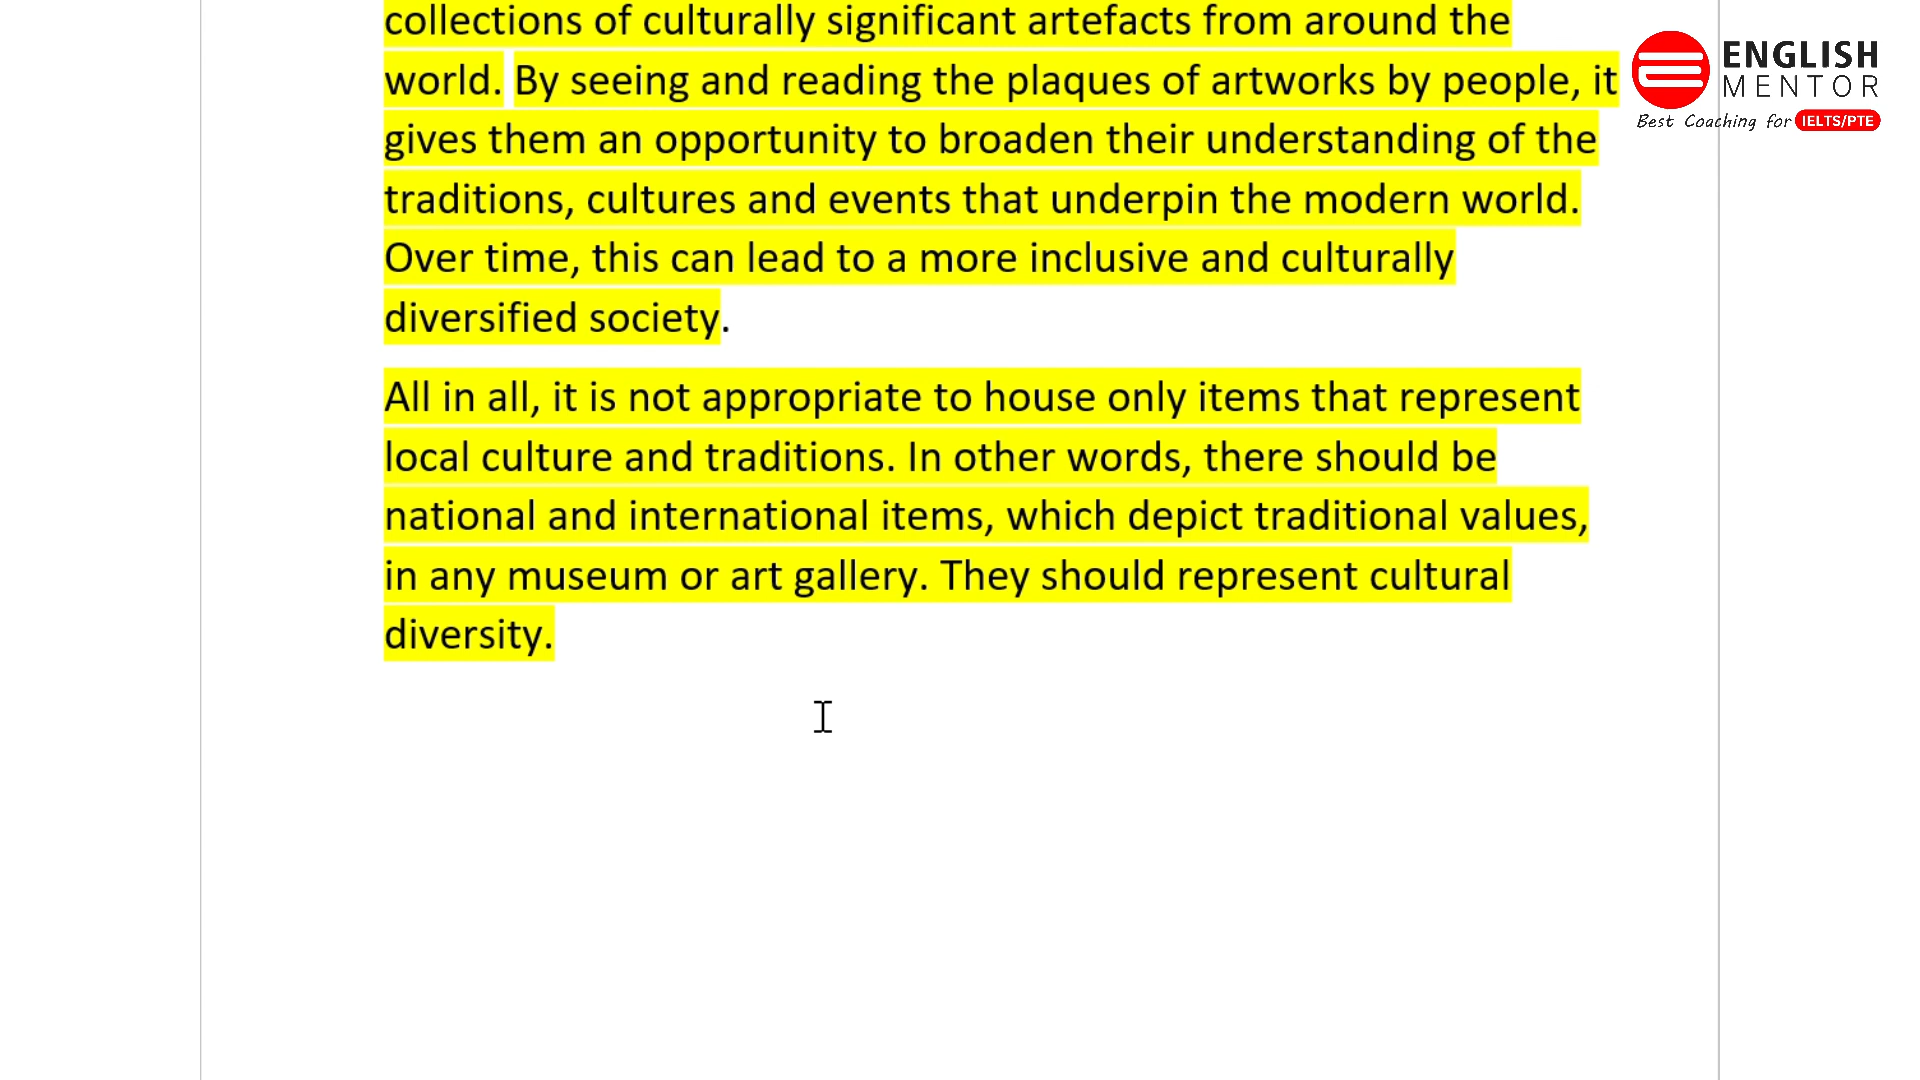 collections of culturally significant artefacts from around the
world. By seeing and reading the plaques of artworks by people, it
gives them an opportunity to broaden their understanding of the
traditions, cultures and events that underpin the modern world.
Over time, this can lead to a more inclusive and culturally
diversified society.
All in all, it is not appropriate to house only items that represent
local culture and traditions. In other words, there should be
national and international items, which depict traditional values,
in any museum or art gallery. They should represent cultural
diversity.
ENGLISH
MENTOR
Best Coaching for IELTS/PTE